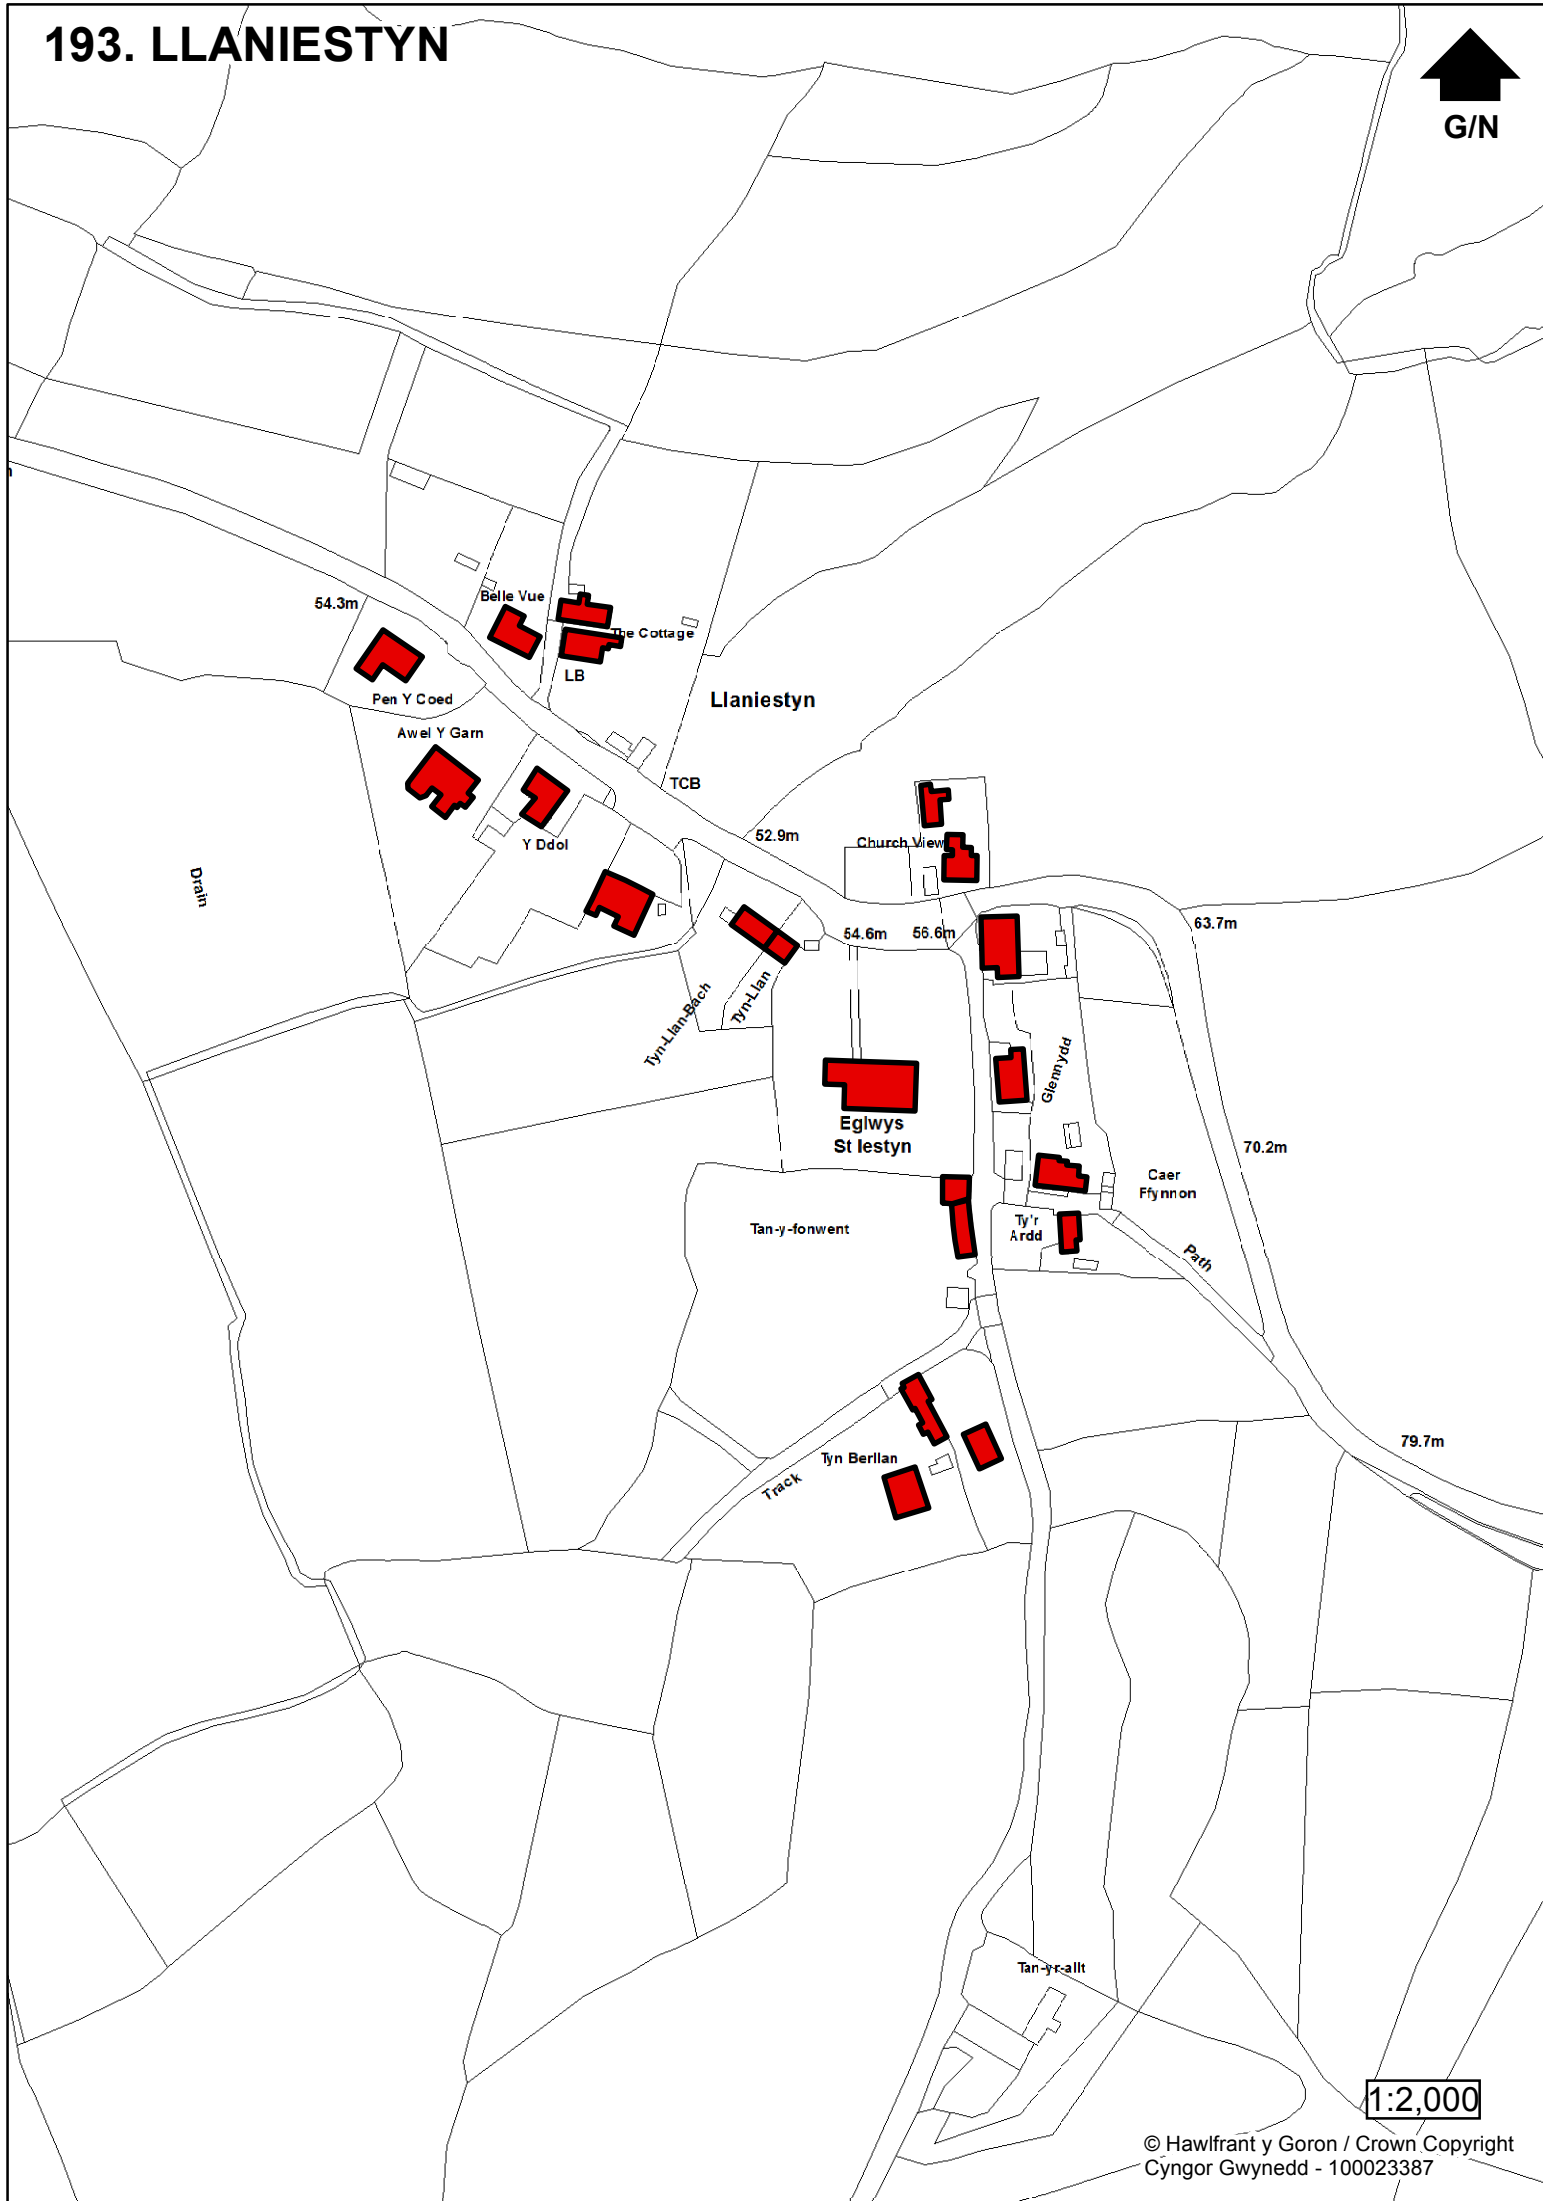 193. LLANIESTYN
G/N
54.3m
Belle Vue
The Cottage
LB
Pen Y Coed
Llaniestyn
Awel Y Garn
TCB
52.9m
Y Ddol
Church View
Drain
63.7m
54.6m
56.6m
Tyn-Llan-Bach
Tyn-Llan
Glennydd
Eglwys
St Iestyn
70.2m
Caer
Ffynnon
Tan-y-fonwent
Ty'r
Ardd
Path
79.7m
Tyn Berllan
Track
Tan-yr-allt
1:2,000
© Hawlfrant y Goron / Crown Copyright
Cyngor Gwynedd - 100023387